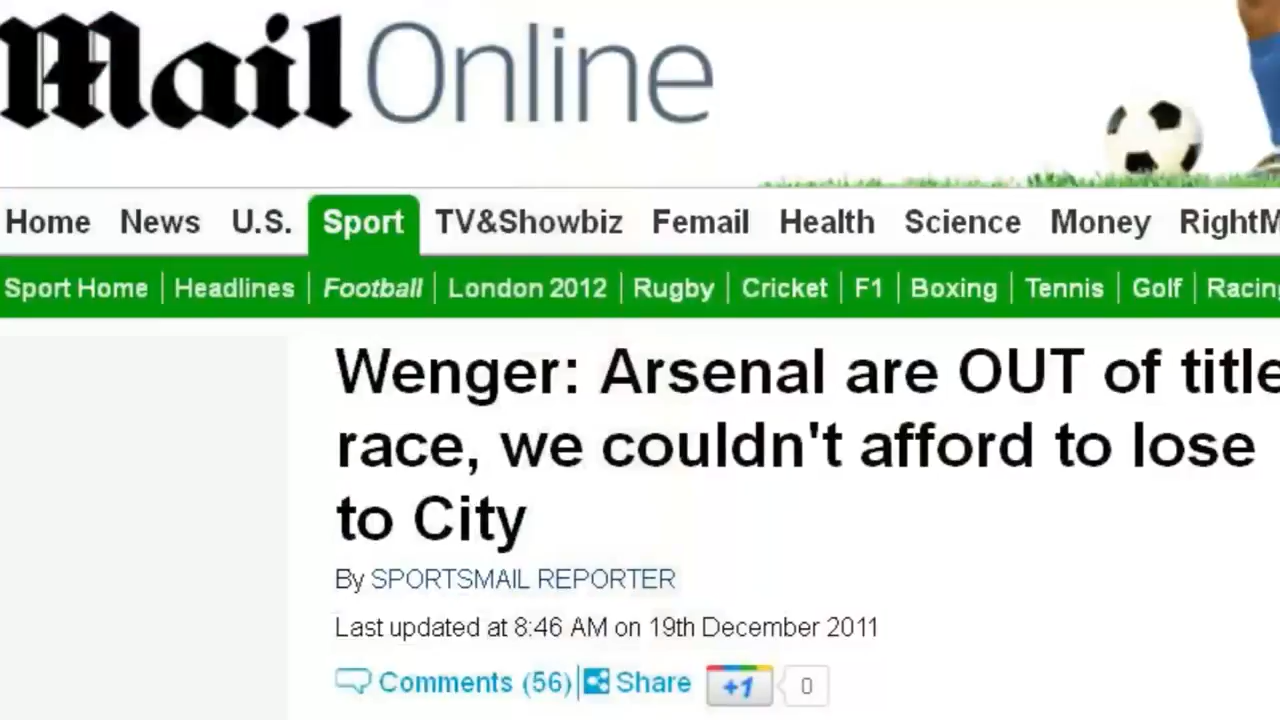 Mail Online
Home News U.S. Sport TV&Showbiz Femail Health Science Money RightM
Sport Home Headlines Football London 2012 Rugby Cricket F1 Boxing Tennis Golf Racing
Wenger: Arsenal are OUT of title
race, we couldn't afford to lose
to City
By SPORTSMAIL REPORTER
Last updated at 8:46 AM on 19th December 2011
Comments (56) Share +1 0